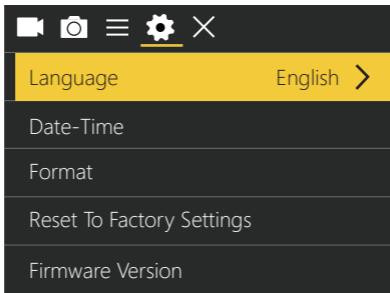 Language English
Date-Time
Format
Reset To Factory Settings
Firmware Version